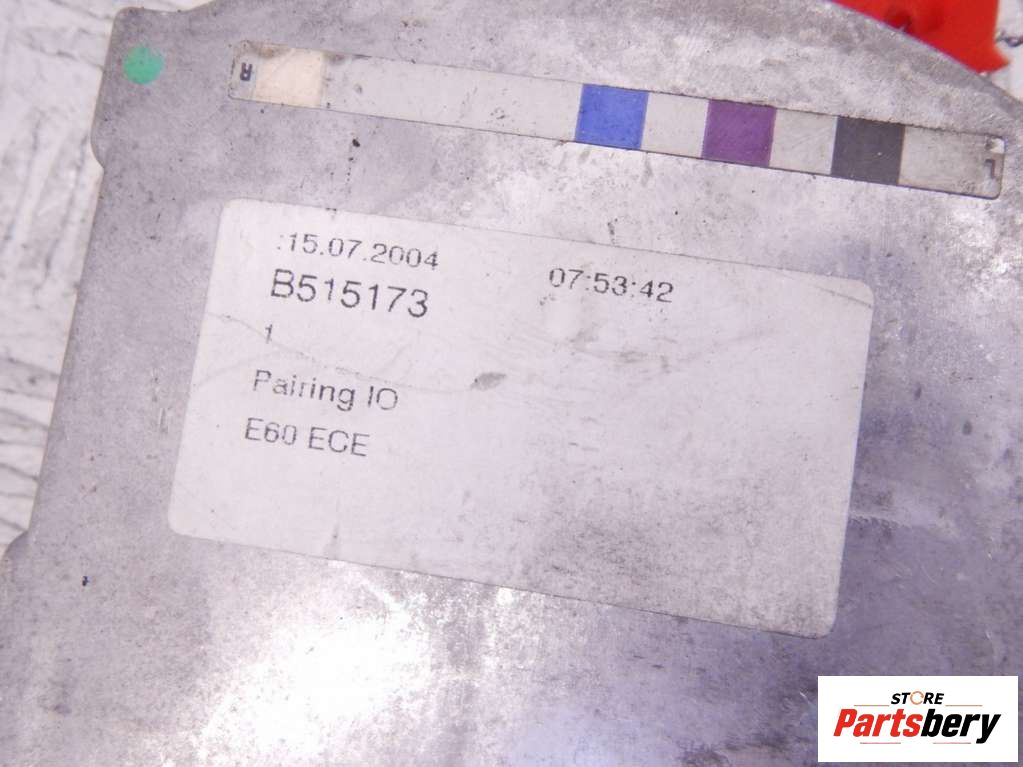 R
L
:15.07.2004 07:53:42
B515173
1
Pairing IO
E60 ECE
STORE
Partsbery